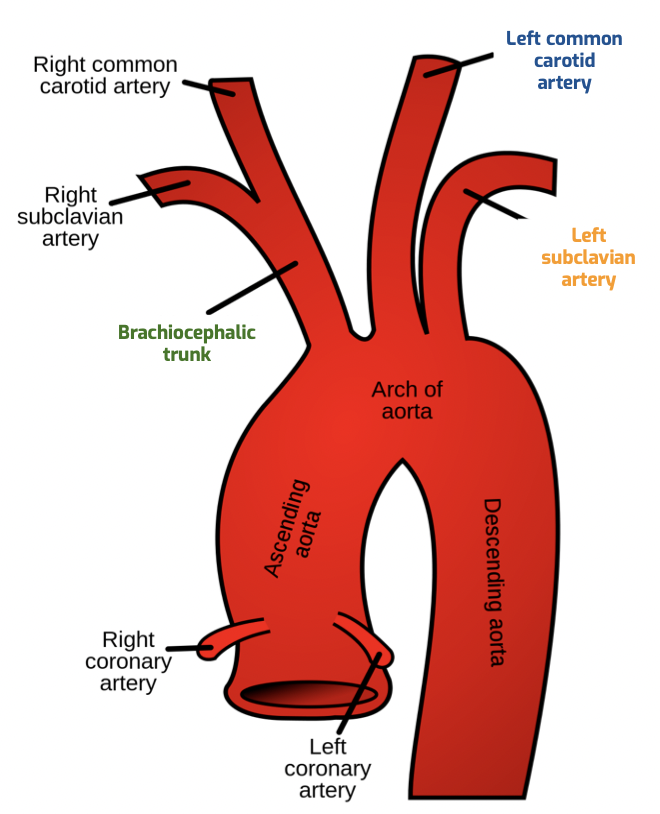 Right common
carotid artery
Left common
carotid
artery
Right
subclavian
artery
Left
subclavian
artery
Brachiocephalic
trunk
Arch of
aorta
Ascending
aorta
Descending aorta
Right
coronary
artery
Left
coronary
artery